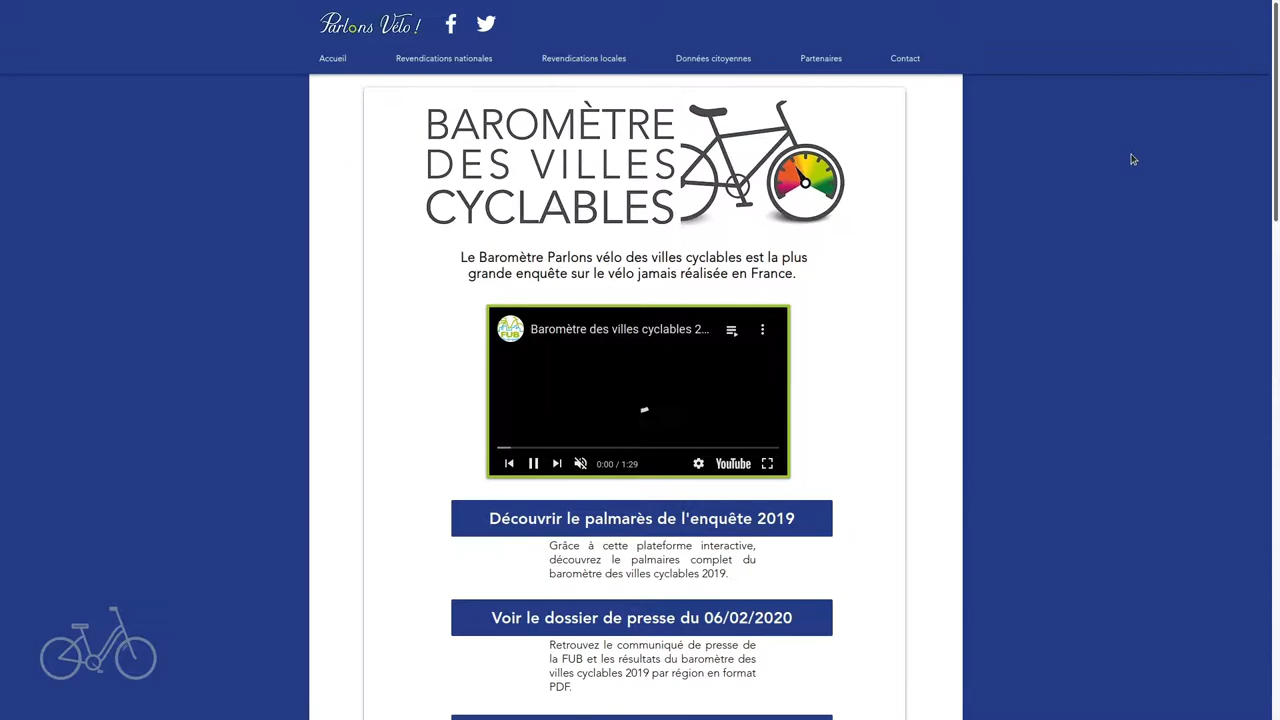 Parlons Vélo !
Accueil
Revendications nationales
Revendications locales
Données citoyennes
Partenaires
Contact
BAROMÈTRE
DES VILLES
CYCLABLES
Le Baromètre Parlons vélo des villes cyclables est la plus
grande enquête sur le vélo jamais réalisée en France.
FUB
Baromètre des villes cyclables 2...
0:00 / 1:29
YouTube
Découvrir le palmarès de l'enquête 2019
Grâce à cette plateforme interactive,
découvrez le palmaires complet du
baromètre des villes cyclables 2019.
Voir le dossier de presse du 06/02/2020
Retrouvez le communiqué de presse de
la FUB et les résultats du baromètre des
villes cyclables 2019 par région en format
PDF.